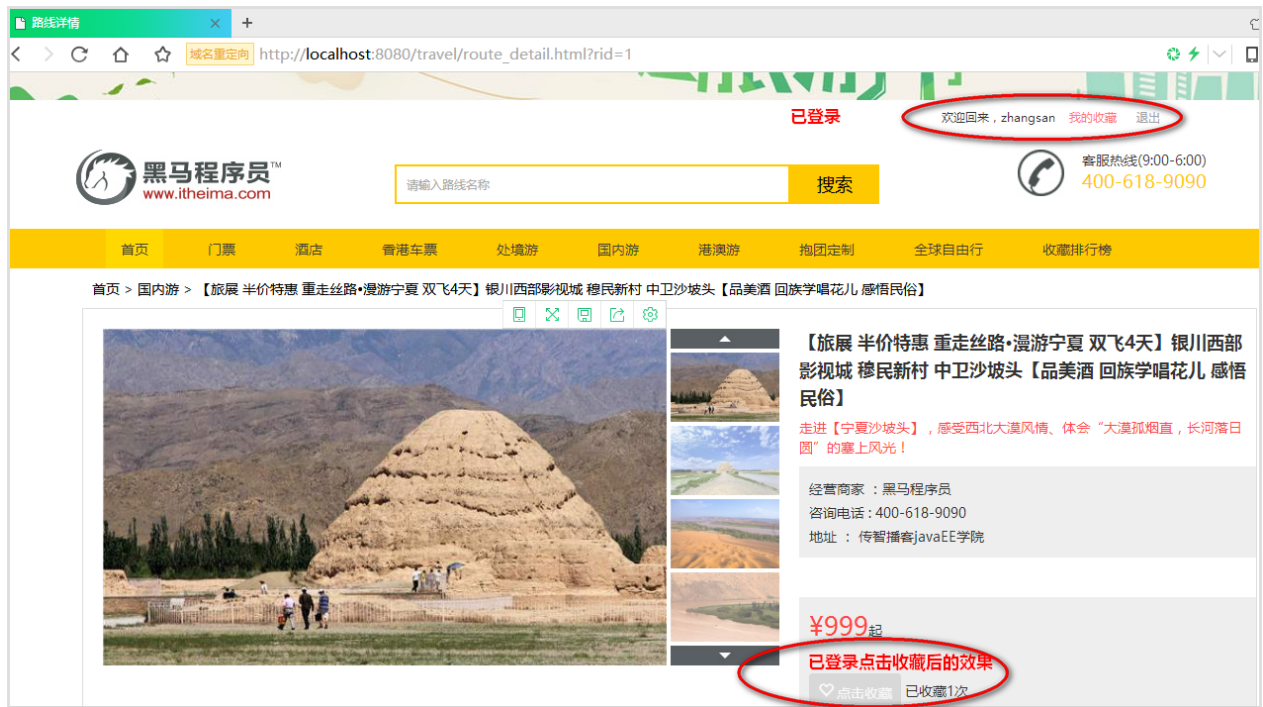 路线详情
域名重定向 http://localhost:8080/travel/route_detail.html?rid=1
已登录 欢迎回来，zhangsan 我的收藏 退出
黑马程序员™
www.itheima.com
请输入路线名称 搜索
客服热线(9:00-6:00)
400-618-9090
首页 门票 酒店 香港车票 处境游 国内游 港澳游 抱团定制 全球自由行 收藏排行榜
首页 > 国内游 > 【旅展 半价特惠 重走丝路•漫游宁夏 双飞4天】银川西部影视城 穆民新村 中卫沙坡头【品美酒 回族学唱花儿 感悟民俗】
【旅展 半价特惠 重走丝路•漫游宁夏 双飞4天】银川西部
影视城 穆民新村 中卫沙坡头【品美酒 回族学唱花儿 感悟
民俗】
走进【宁夏沙坡头】，感受西北大漠风情、体会“大漠孤烟直，长河落日
圆”的塞上风光！
经营商家 ：黑马程序员
咨询电话 : 400-618-9090
地址 ： 传智播客javaEE学院
¥999起
已登录点击收藏后的效果
点击收藏 已收藏1次